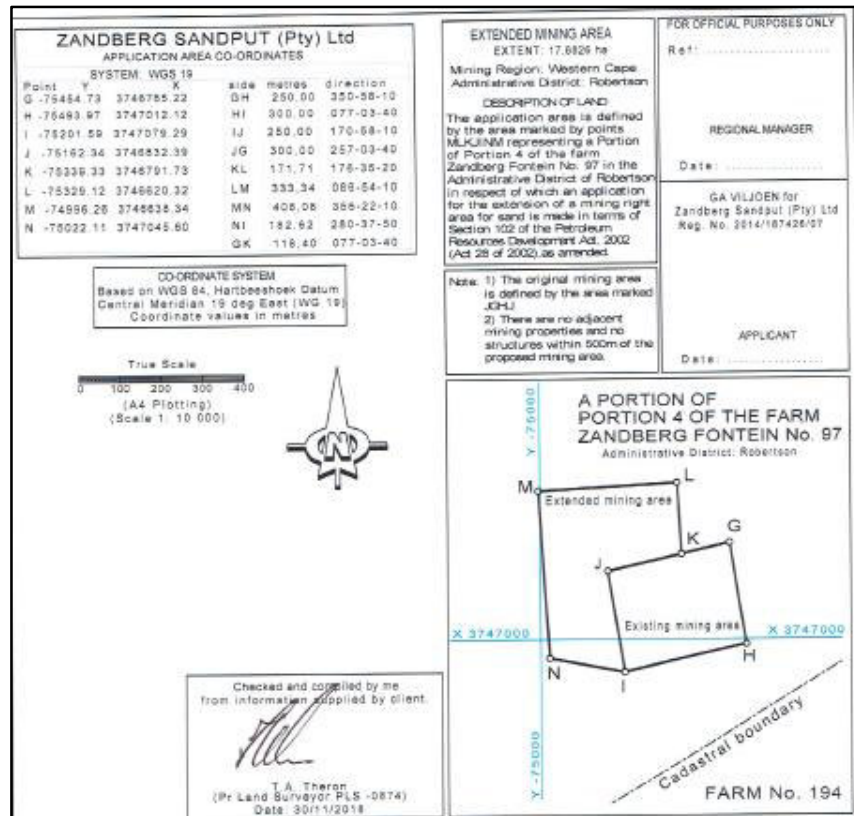 ZANDBERG SANDPUT (Pty) Ltd
APPLICATION AREA CO-ORDINATES
SYSTEM: WGS 19
Point Y X side metres direction
G -75454.73 3746765.22 GH 250,00 350-58-10
H -75493.97 3747012.12 HI 300,00 077-03-40
I -75201.59 3747079.29 IJ 250,00 170-58-10
J -75162.34 3746832.39 JG 300,00 257-03-40
K -75339.33 3746791.73 KL 171,71 176-35-20
L -75329.12 3746620.32 LM 333,34 086-54-10
M -74996.26 3746638.34 MN 408,08 356-22-10
N -75022.11 3747045.60 NI 182,62 280-37-50
GK 118,40 077-03-40
CO-ORDINATE SYSTEM
Based on WGS 84, Hartbeeshoek Datum
Central Meridian 19 deg East (WG 19)
Coordinate values in metres
True Scale
0 100 200 300 400
(A4 Plotting)
(Scale 1: 10 000)
N
EXTENDED MINING AREA
EXTENT: 17.6826 ha
Mining Region: Western Cape
Administrative District: Robertson
DESCRIPTION OF LAND
The application area is defined
by the area marked by points
MLKJINM representing a Portion
of Portion 4 of the farm
Zandberg Fontein No. 97 in the
Administrative District of Robertson
in respect of which an application
for the extension of a mining right
area for sand is made in terms of
Section 102 of the Petroleum
Resources Development Act, 2002
(Act 28 of 2002), as amended.
Note: 1) The original mining area
is defined by the area marked
JGHJ
2) There are no adjacent
mining properties and no
structures within 500m of the
proposed mining area.
FOR OFFICIAL PURPOSES ONLY
Ref: ....................
REGIONAL MANAGER
Date: ................
GA VILJOEN for
Zandberg Sandput (Pty) Ltd
Reg. No. 2014/187426/07
APPLICANT
Date: ................
A PORTION OF
PORTION 4 OF THE FARM
ZANDBERG FONTEIN No. 97
Administrative District: Robertson
Y -75000
M
L
Extended mining area
G
K
J
Existing mining area
X 3747000
X 3747000
H
N
I
Y -75000
Cadastral boundary
FARM No. 194
Checked and compiled by me
from information supplied by client.
T.A. Theron
(Pr Land Surveyor PLS -0874)
Date: 30/11/2018